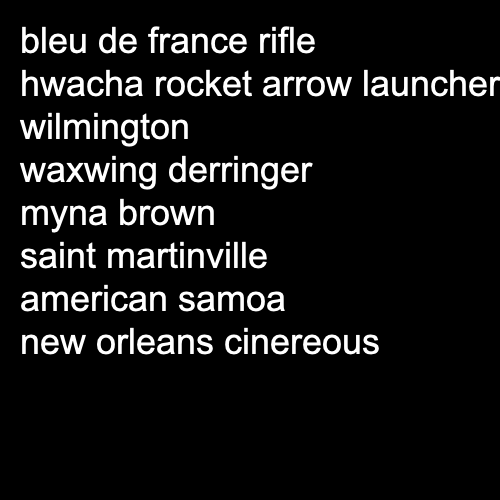 bleu de france rifle
hwacha rocket arrow launcher
wilmington
waxwing derringer
myna brown
saint martinville
american samoa
new orleans cinereous